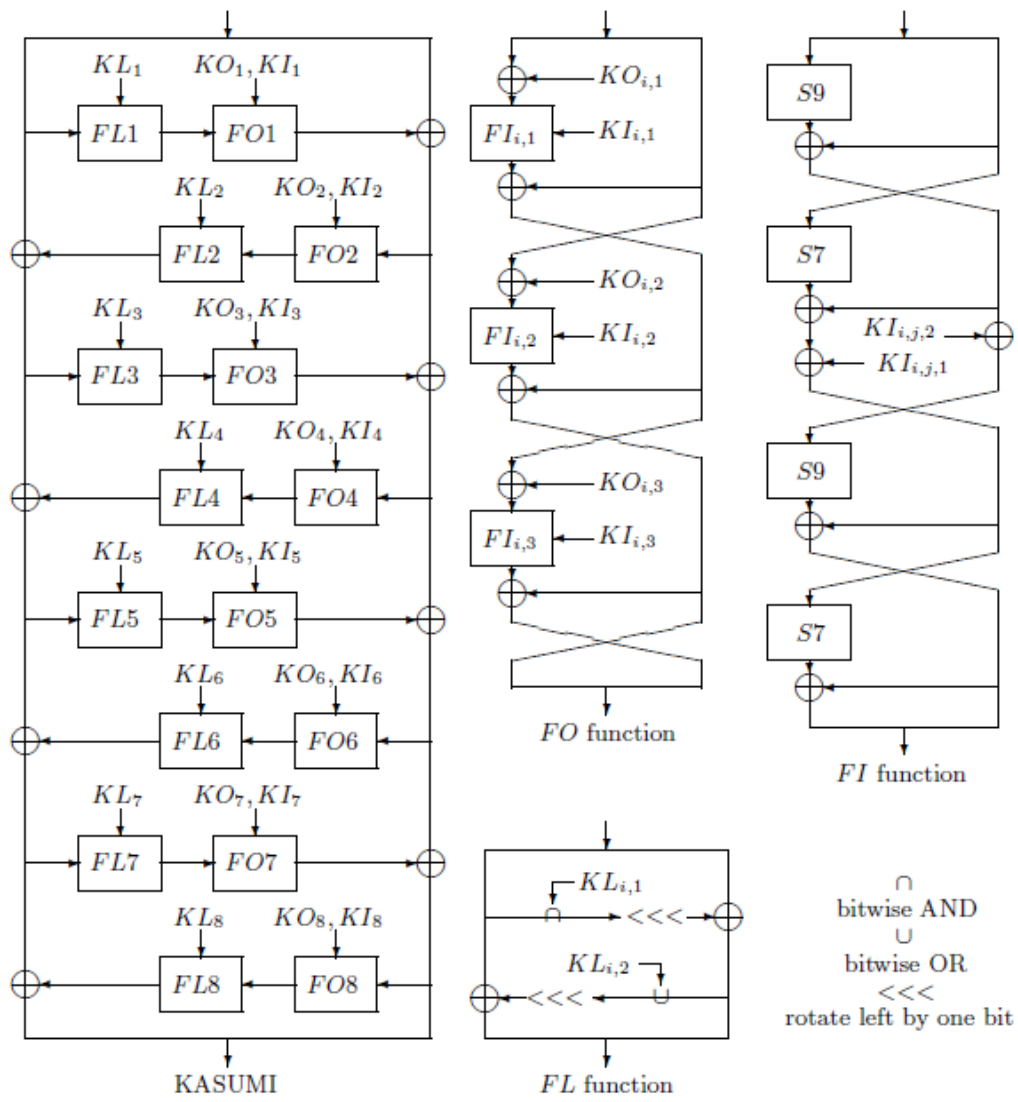 KL₁ KO₁, KI₁
FL1 FO1
KL₂ KO₂, KI₂
FL2 FO2
KL₃ KO₃, KI₃
FL3 FO3
KL₄ KO₄, KI₄
FL4 FO4
KL₅ KO₅, KI₅
FL5 FO5
KL₆ KO₆, KI₆
FL6 FO6
KL₇ KO₇, KI₇
FL7 FO7
KL₈ KO₈, KI₈
FL8 FO8
KASUMI
KOᵢ,₁
FIᵢ,₁ KIᵢ,₁
KOᵢ,₂
FIᵢ,₂ KIᵢ,₂
KOᵢ,₃
FIᵢ,₃ KIᵢ,₃
FO function
S9
S7
KIᵢ,ⱼ,₂
KIᵢ,ⱼ,₁
S9
S7
FI function
KLᵢ,₁
∩ <<<
KLᵢ,₂
<<< ∪
FL function
∩
bitwise AND
∪
bitwise OR
<<<
rotate left by one bit